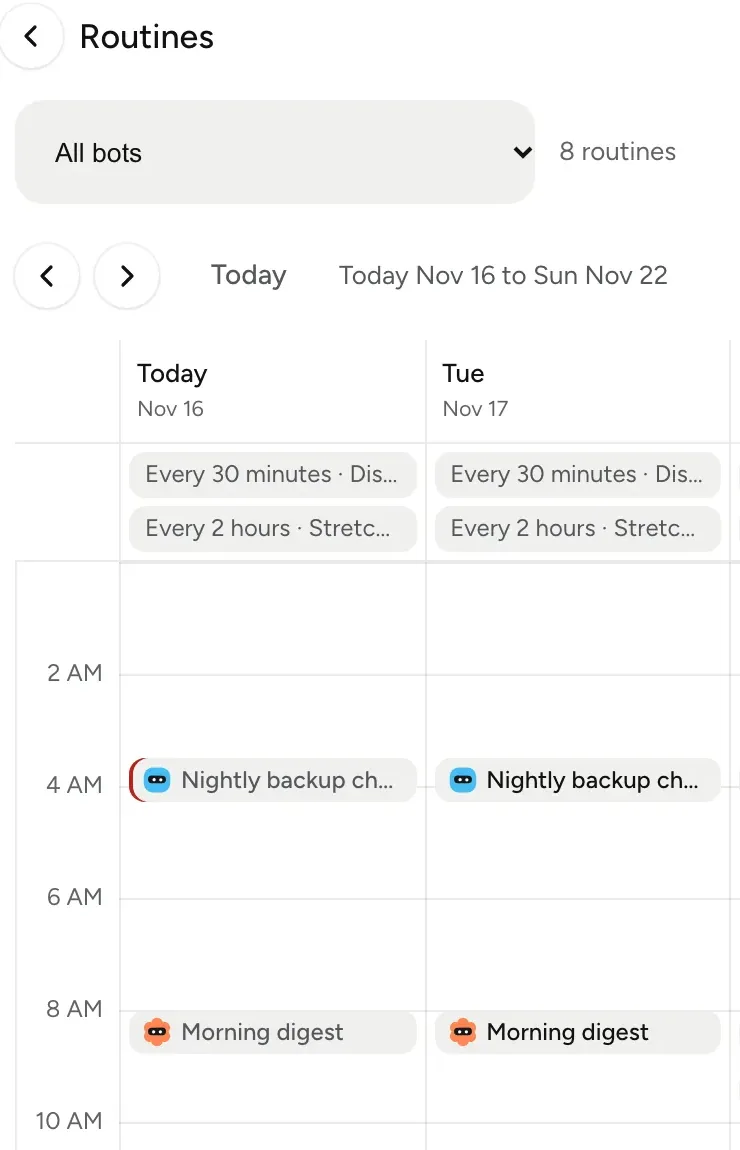 Routines
All bots
8 routines
Today
Today Nov 16 to Sun Nov 22
Today
Nov 16
Tue
Nov 17
Every 30 minutes · Dis...
Every 30 minutes · Dis...
Every 2 hours · Stretc...
Every 2 hours · Stretc...
2 AM
4 AM
Nightly backup ch...
Nightly backup ch...
6 AM
8 AM
Morning digest
Morning digest
10 AM